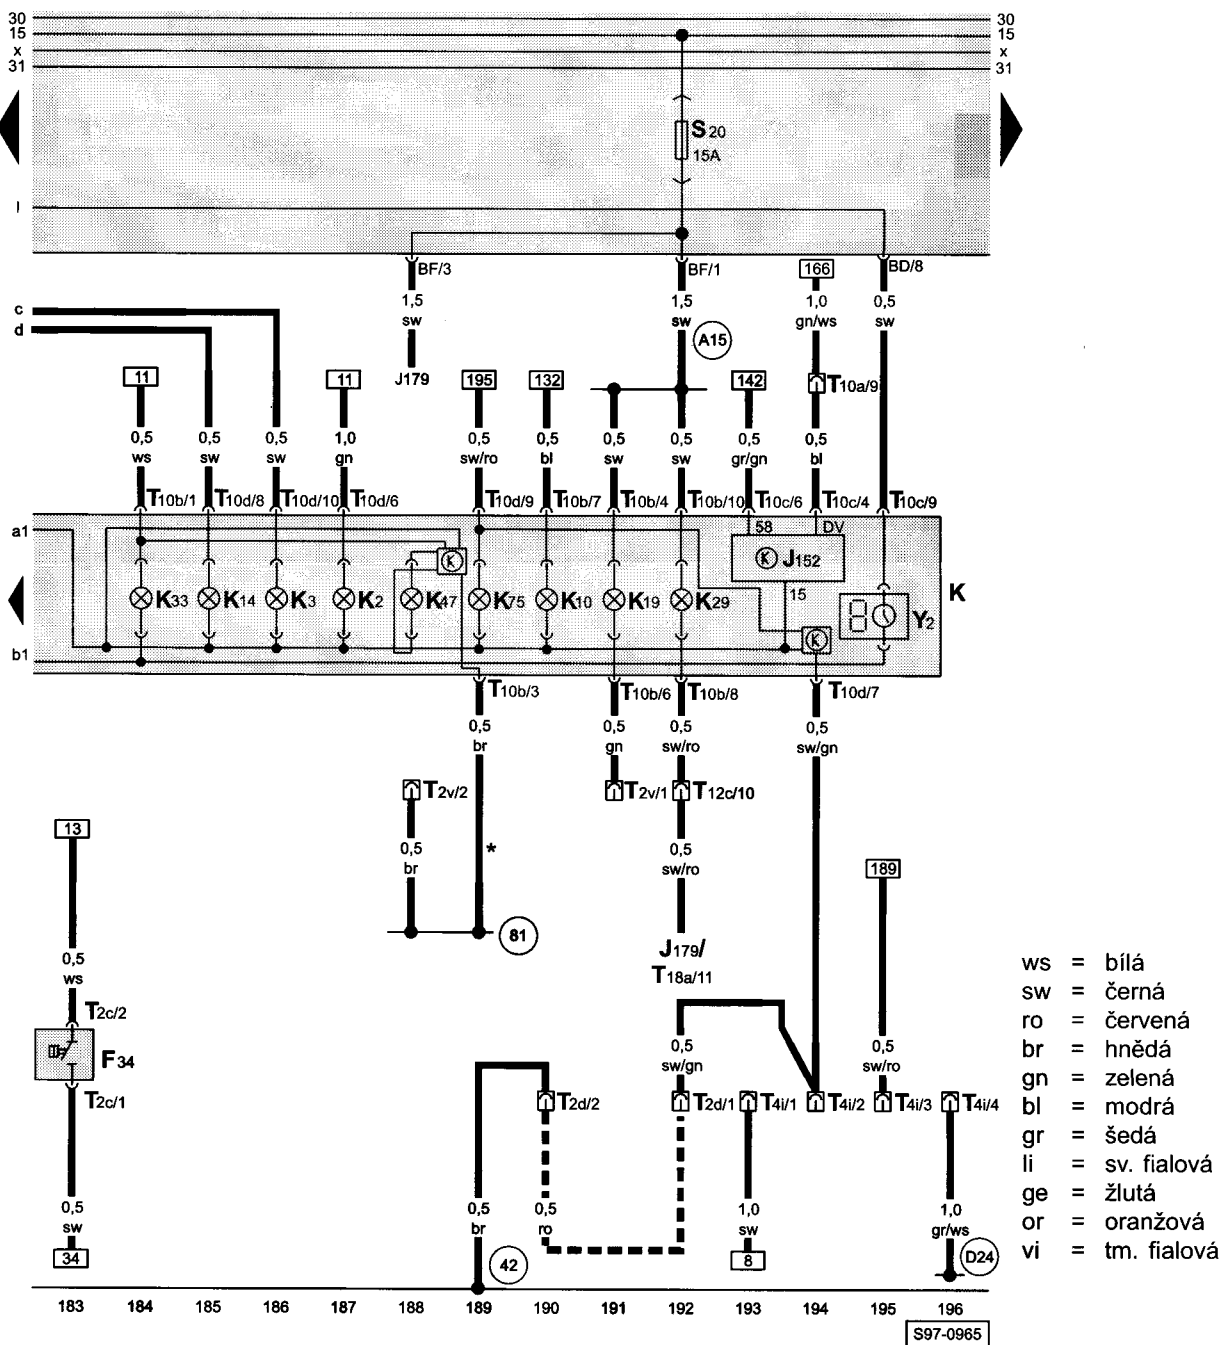 30 30
15 15
x x
31 31
S20
15A
l
BF/3 BF/1 166 BD/8
1,5 1,5 1,0 0,5
sw sw gn/ws sw
c
d
A15
11 11 J179 195 132 142 T10a/9
0,5 0,5 0,5 1,0 0,5 0,5 0,5 0,5 0,5 0,5
ws sw sw gn sw/ro bl sw sw gr/gn bl
T10b/1 T10d/8 T10d/10 T10d/6 T10d/9 T10b/7 T10b/4 T10b/10 T10c/6 T10c/4 T10c/9
a1 58 DV
K K J152
K33 K14 K3 K2 K47 K75 K10 K19 K29 15 K
Y2
K
b1
T10b/3 T10b/6 T10b/8 T10d/7
0,5 0,5 0,5 0,5
br gn sw/ro sw/gn
T2v/2 T2v/1 T12c/10
13
0,5 * 0,5
br sw/ro
189
81
J179/
T18a/11
0,5
ws
T2c/2
F34
0,5 0,5
sw/gn sw/ro
T2c/1 T2d/2 T2d/1 T4i/1 T4i/2 T4i/3 T4i/4
0,5 0,5 0,5 1,0 1,0
sw br ro sw gr/ws
34 42 8 D24
183 184 185 186 187 188 189 190 191 192 193 194 195 196
S97-0965
ws = bílá
sw = černá
ro = červená
br = hnědá
gn = zelená
bl = modrá
gr = šedá
li = sv. fialová
ge = žlutá
or = oranžová
vi = tm. fialová